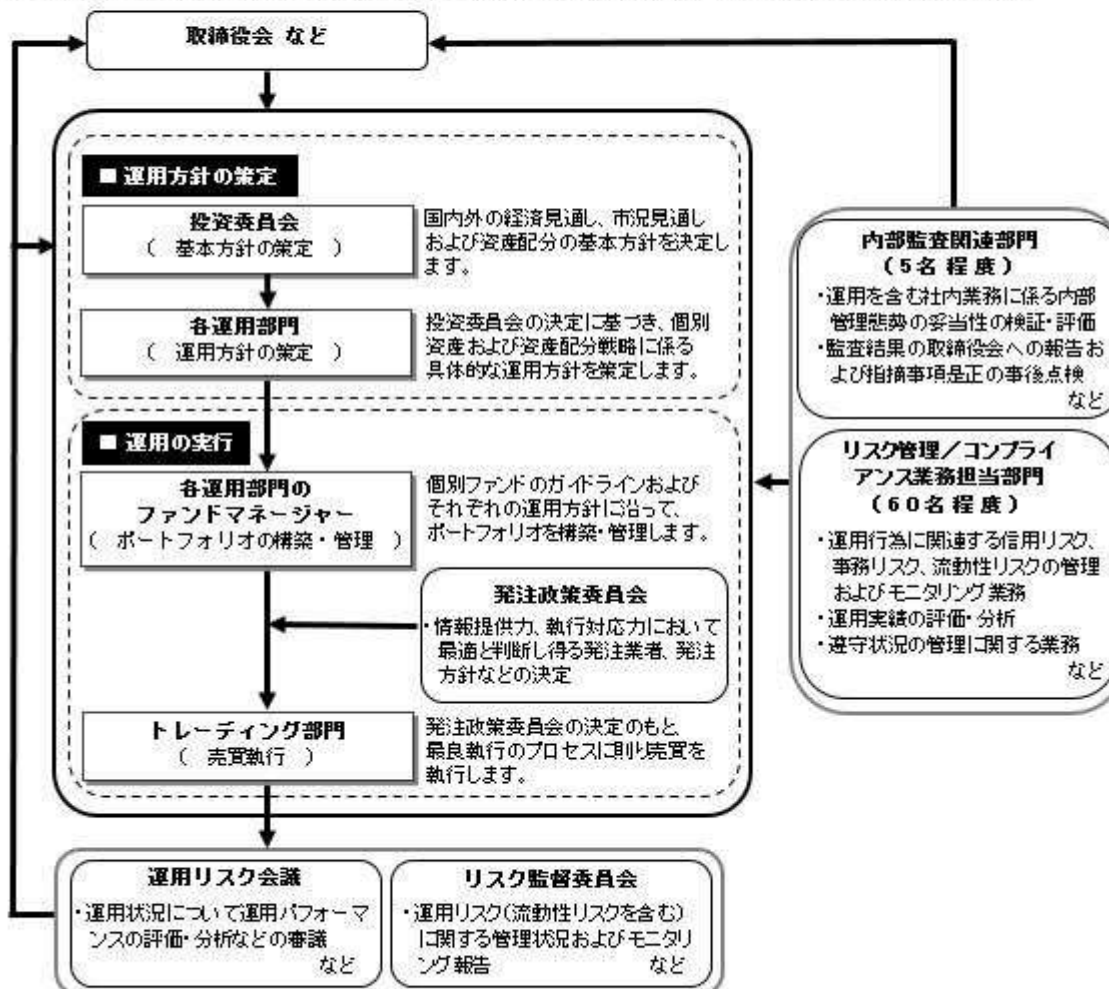 取締役会 など
■ 運用方針の策定
投資委員会
( 基本方針の策定 )
国内外の経済見通し、市況見通し
および資産配分の基本方針を決定し
ます。
各運用部門
( 運用方針の策定 )
投資委員会の決定に基づき、個別
資産および資産配分戦略に係る
具体的な運用方針を策定します。
■ 運用の実行
各運用部門の
ファンドマネージャー
( ポートフォリオの構築・管理 )
個別ファンドのガイドラインおよび
それぞれの運用方針に沿って、
ポートフォリオを構築・管理します。
発注政策委員会
・情報提供力、執行対応力において
最適と判断し得る発注業者、発注
方針などの決定
トレーディング部門
( 売買執行 )
発注政策委員会の決定のもと、
最良執行のプロセスに則り売買を
執行します。
内部監査関連部門
(5名程度)
・運用を含む社内業務に係る内部
管理態勢の妥当性の検証・評価
・監査結果の取締役会への報告お
よび指摘事項是正の事後点検
など
リスク管理/コンプライ
アンス業務担当部門
(60名程度)
・運用行為に関連する信用リスク、
事務リスク、流動性リスクの管理
およびモニタリング業務
・運用実績の評価・分析
・遵守状況の管理に関する業務
など
運用リスク会議
・運用状況について運用パフォーマ
ンスの評価・分析などの審議
など
リスク監督委員会
・運用リスク(流動性リスクを含む)
に関する管理状況およびモニタリ
ング報告 など